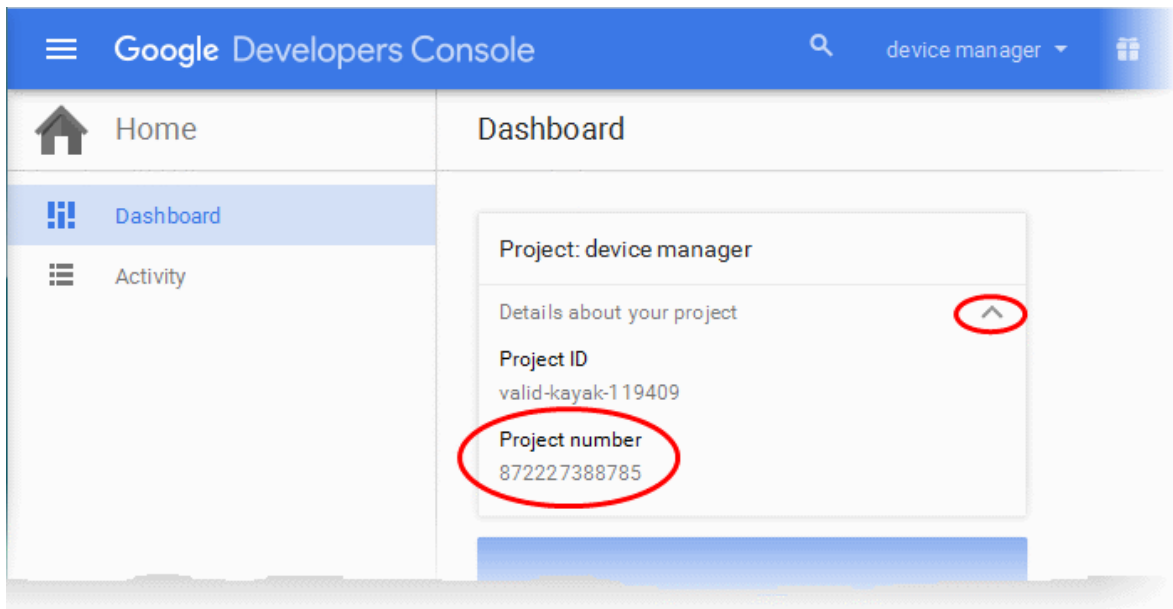 Google Developers Console
device manager
Home
Dashboard
Dashboard
Activity
Project: device manager
Details about your project
Project ID
valid-kayak-119409
Project number
872227388785